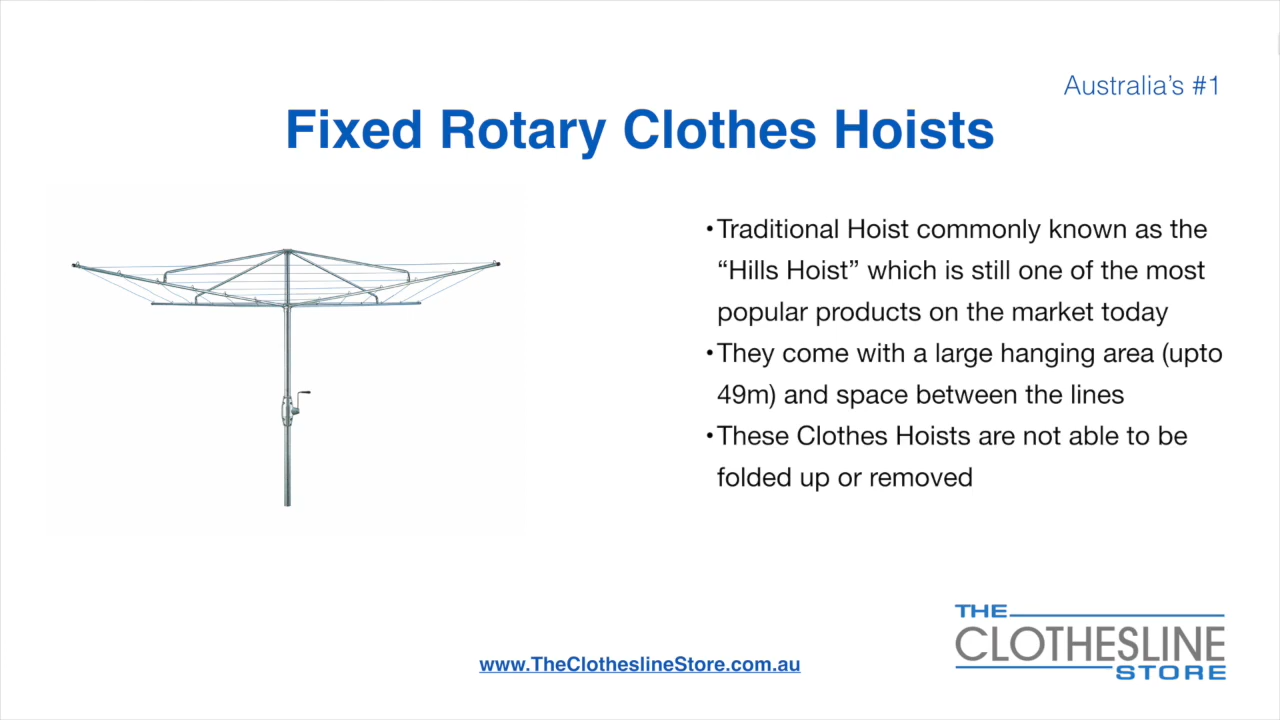 Australia's #1
Fixed Rotary Clothes Hoists
•Traditional Hoist commonly known as the
“Hills Hoist” which is still one of the most
popular products on the market today
•They come with a large hanging area (upto
49m) and space between the lines
•These Clothes Hoists are not able to be
folded up or removed
THE
CLOTHESLINE
STORE
www.TheClotheslineStore.com.au